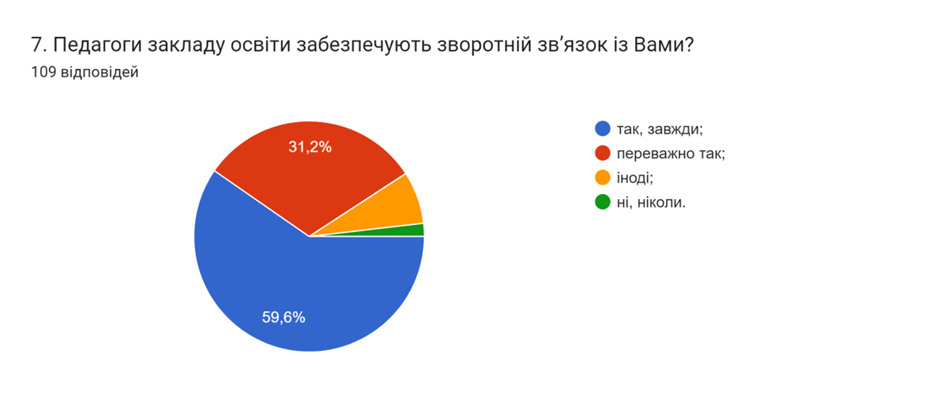 7. Педагоги закладу освіти забезпечують зворотній зв’язок із Вами?
109 відповідей
31,2%
59,6%
так, завжди;
переважно так;
іноді;
ні, ніколи.